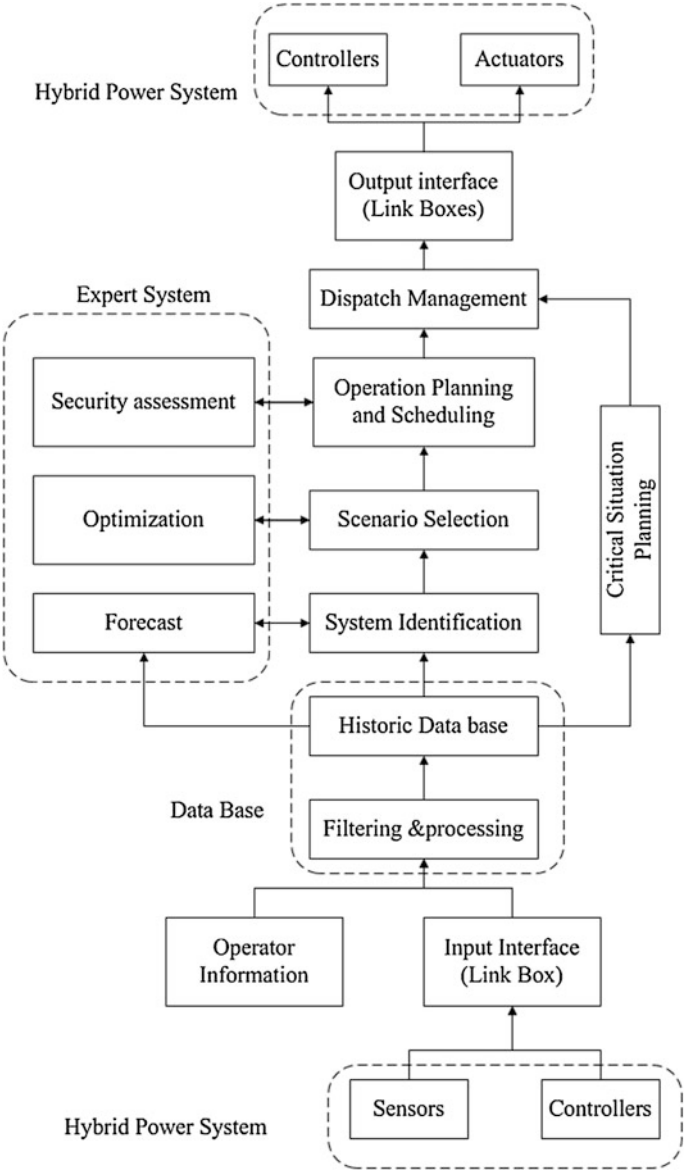 Controllers
Actuators
Hybrid Power System
Output interface
(Link Boxes)
Dispatch Management
Expert System
Security assessment
Operation Planning
and Scheduling
Optimization
Scenario Selection
Critical Situation
Planning
Forecast
System Identification
Historic Data base
Data Base
Filtering &processing
Operator
Information
Input Interface
(Link Box)
Sensors
Controllers
Hybrid Power System